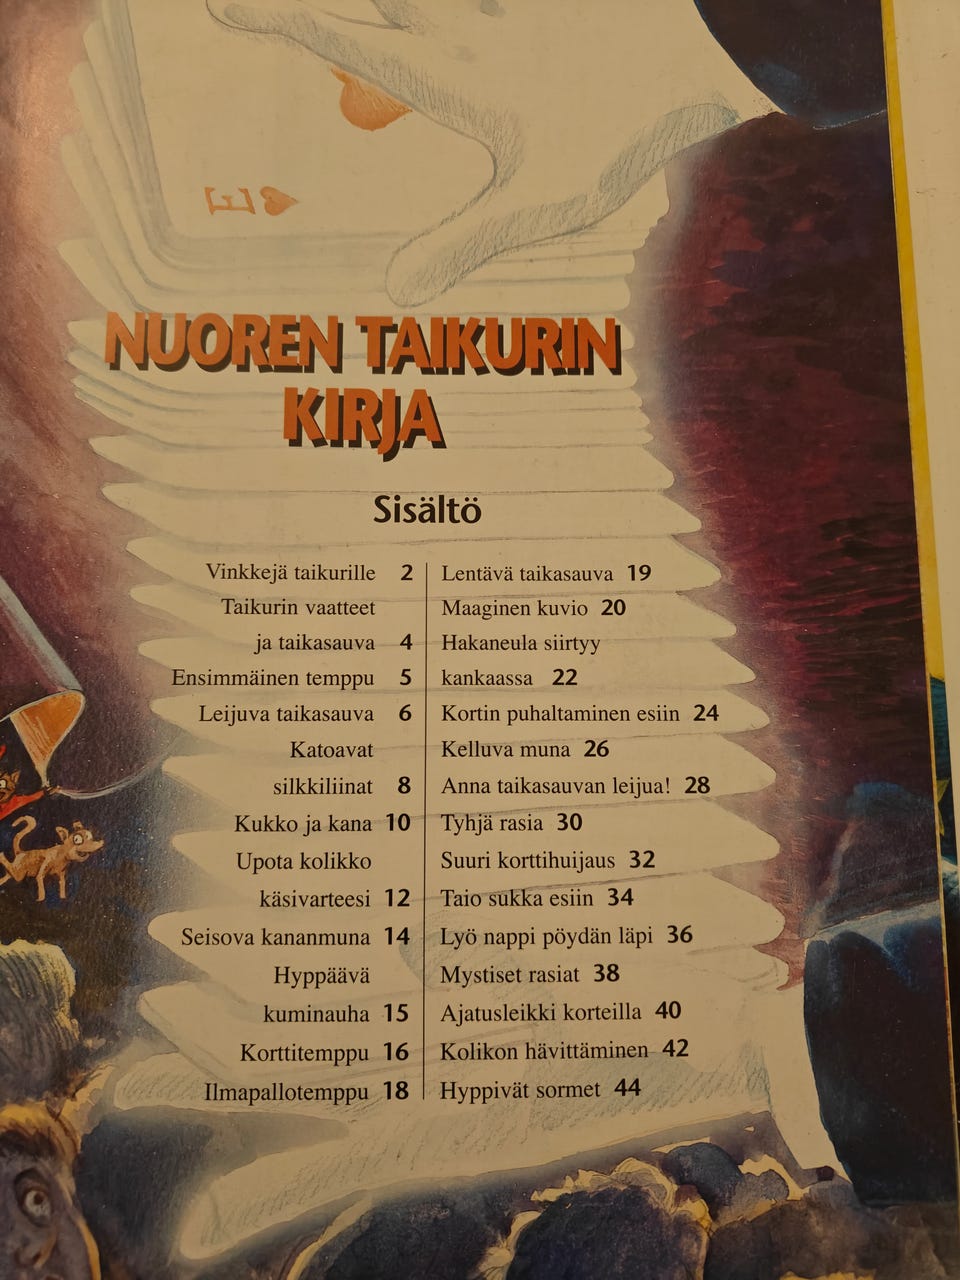 E
NUOREN TAIKURIN
KIRJA
Sisältö
Vinkkejä taikurille 2
Taikurin vaatteet
ja taikasauva 4
Ensimmäinen temppu 5
Leijuva taikasauva 6
Katoavat
silkkiliinat 8
Kukko ja kana 10
Upota kolikko
käsivarteesi 12
Seisova kananmuna 14
Hyppäävä
kuminauha 15
Korttitemppu 16
Ilmapallotemppu 18
Lentävä taikasauva 19
Maaginen kuvio 20
Hakaneula siirtyy
kankaassa 22
Kortin puhaltaminen esiin 24
Kelluva muna 26
Anna taikasauvan leijua! 28
Tyhjä rasia 30
Suuri korttihuijaus 32
Taio sukka esiin 34
Lyö nappi pöydän läpi 36
Mystiset rasiat 38
Ajatusleikki korteilla 40
Kolikon hävittäminen 42
Hyppivät sormet 44